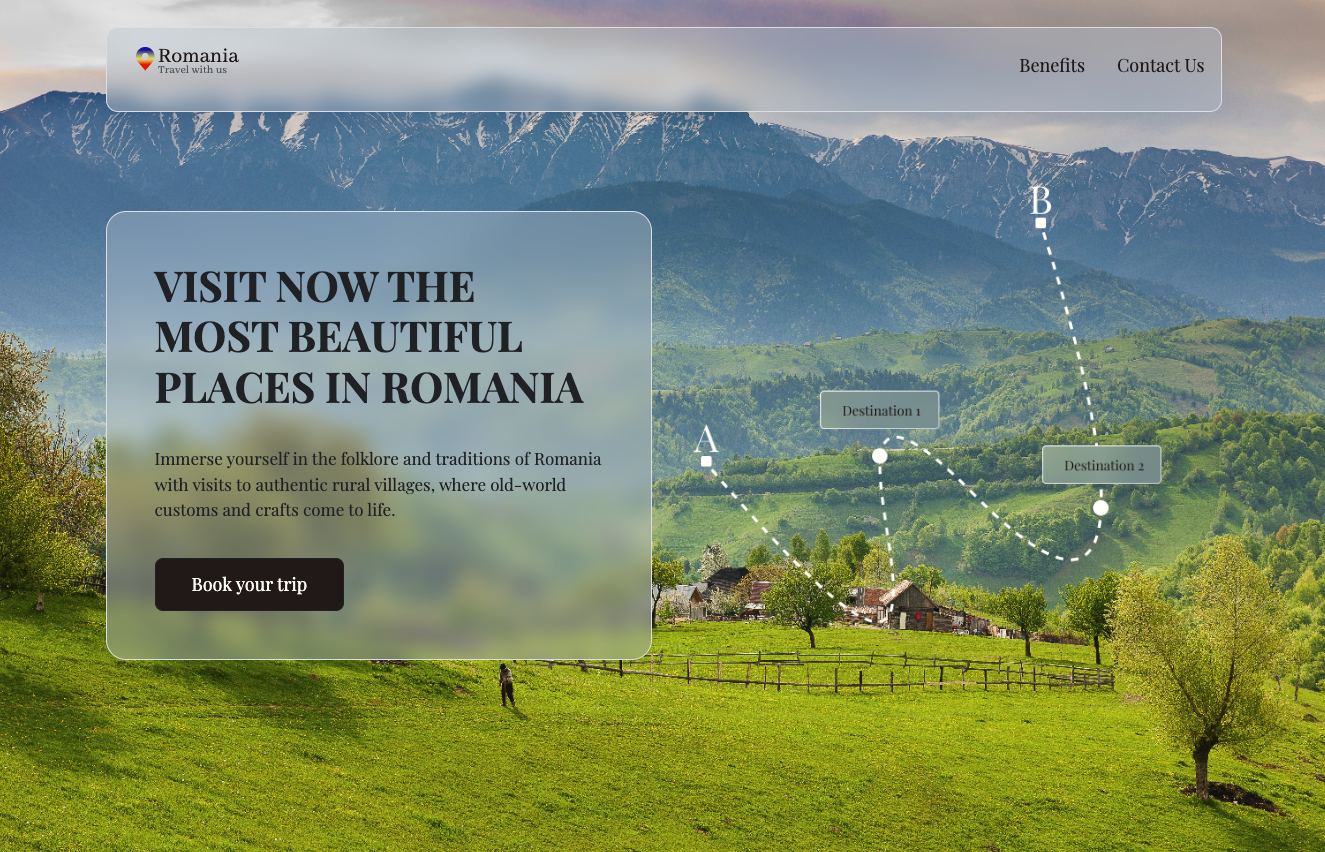 Romania
Travel with us
Benefits
Contact Us
B
VISIT NOW THE
MOST BEAUTIFUL
PLACES IN ROMANIA
Destination 1
A
Destination 2
Immerse yourself in the folklore and traditions of Romania
with visits to authentic rural villages, where old-world
customs and crafts come to life.
Book your trip